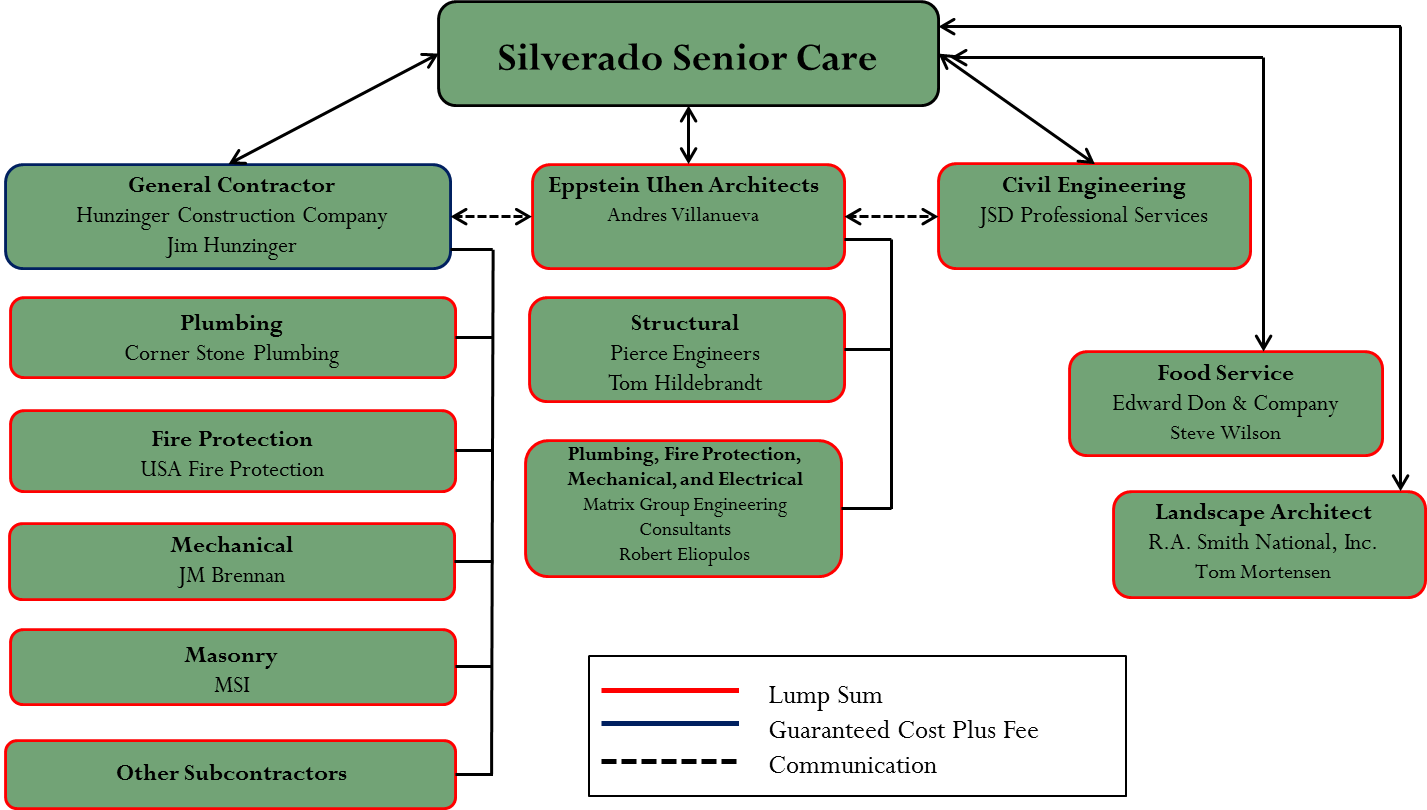 Silverado Senior Care
General Contractor
Hunzinger Construction Company
Jim Hunzinger
Eppstein Uhen Architects
Andres Villanueva
Civil Engineering
JSD Professional Services
Plumbing
Corner Stone Plumbing
Fire Protection
USA Fire Protection
Mechanical
JM Brennan
Masonry
MSI
Other Subcontractors
Structural
Pierce Engineers
Tom Hildebrandt
Plumbing, Fire Protection,
Mechanical, and Electrical
Matrix Group Engineering
Consultants
Robert Eliopulos
Food Service
Edward Don & Company
Steve Wilson
Landscape Architect
R.A. Smith National, Inc.
Tom Mortensen
Lump Sum
Guaranteed Cost Plus Fee
Communication